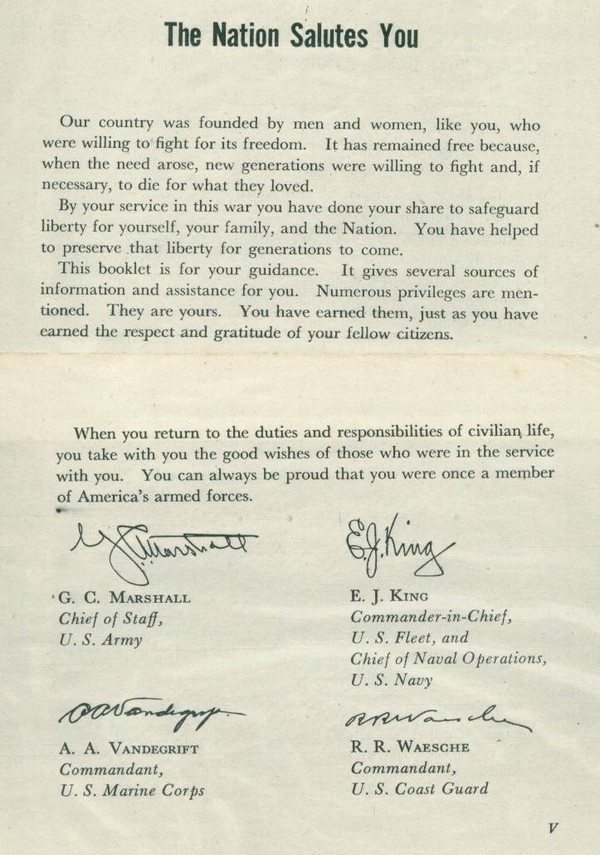 The Nation Salutes You
Our country was founded by men and women, like you, who
were willing to fight for its freedom. It has remained free because,
when the need arose, new generations were willing to fight and, if
necessary, to die for what they loved.
By your service in this war you have done your share to safeguard
liberty for yourself, your family, and the Nation. You have helped
to preserve that liberty for generations to come.
This booklet is for your guidance. It gives several sources of
information and assistance for you. Numerous privileges are men-
tioned. They are yours. You have earned them, just as you have
earned the respect and gratitude of your fellow citizens.
When you return to the duties and responsibilities of civilian life,
you take with you the good wishes of those who were in the service
with you. You can always be proud that you were once a member
of America's armed forces.
G. C. Marshall
G. C. MARSHALL
Chief of Staff,
U. S. Army
E. J. King
E. J. KING
Commander-in-Chief,
U. S. Fleet, and
Chief of Naval Operations,
U. S. Navy
A A Vandegrift
A. A. VANDEGRIFT
Commandant,
U. S. Marine Corps
R R Waesche
R. R. WAESCHE
Commandant,
U. S. Coast Guard
V